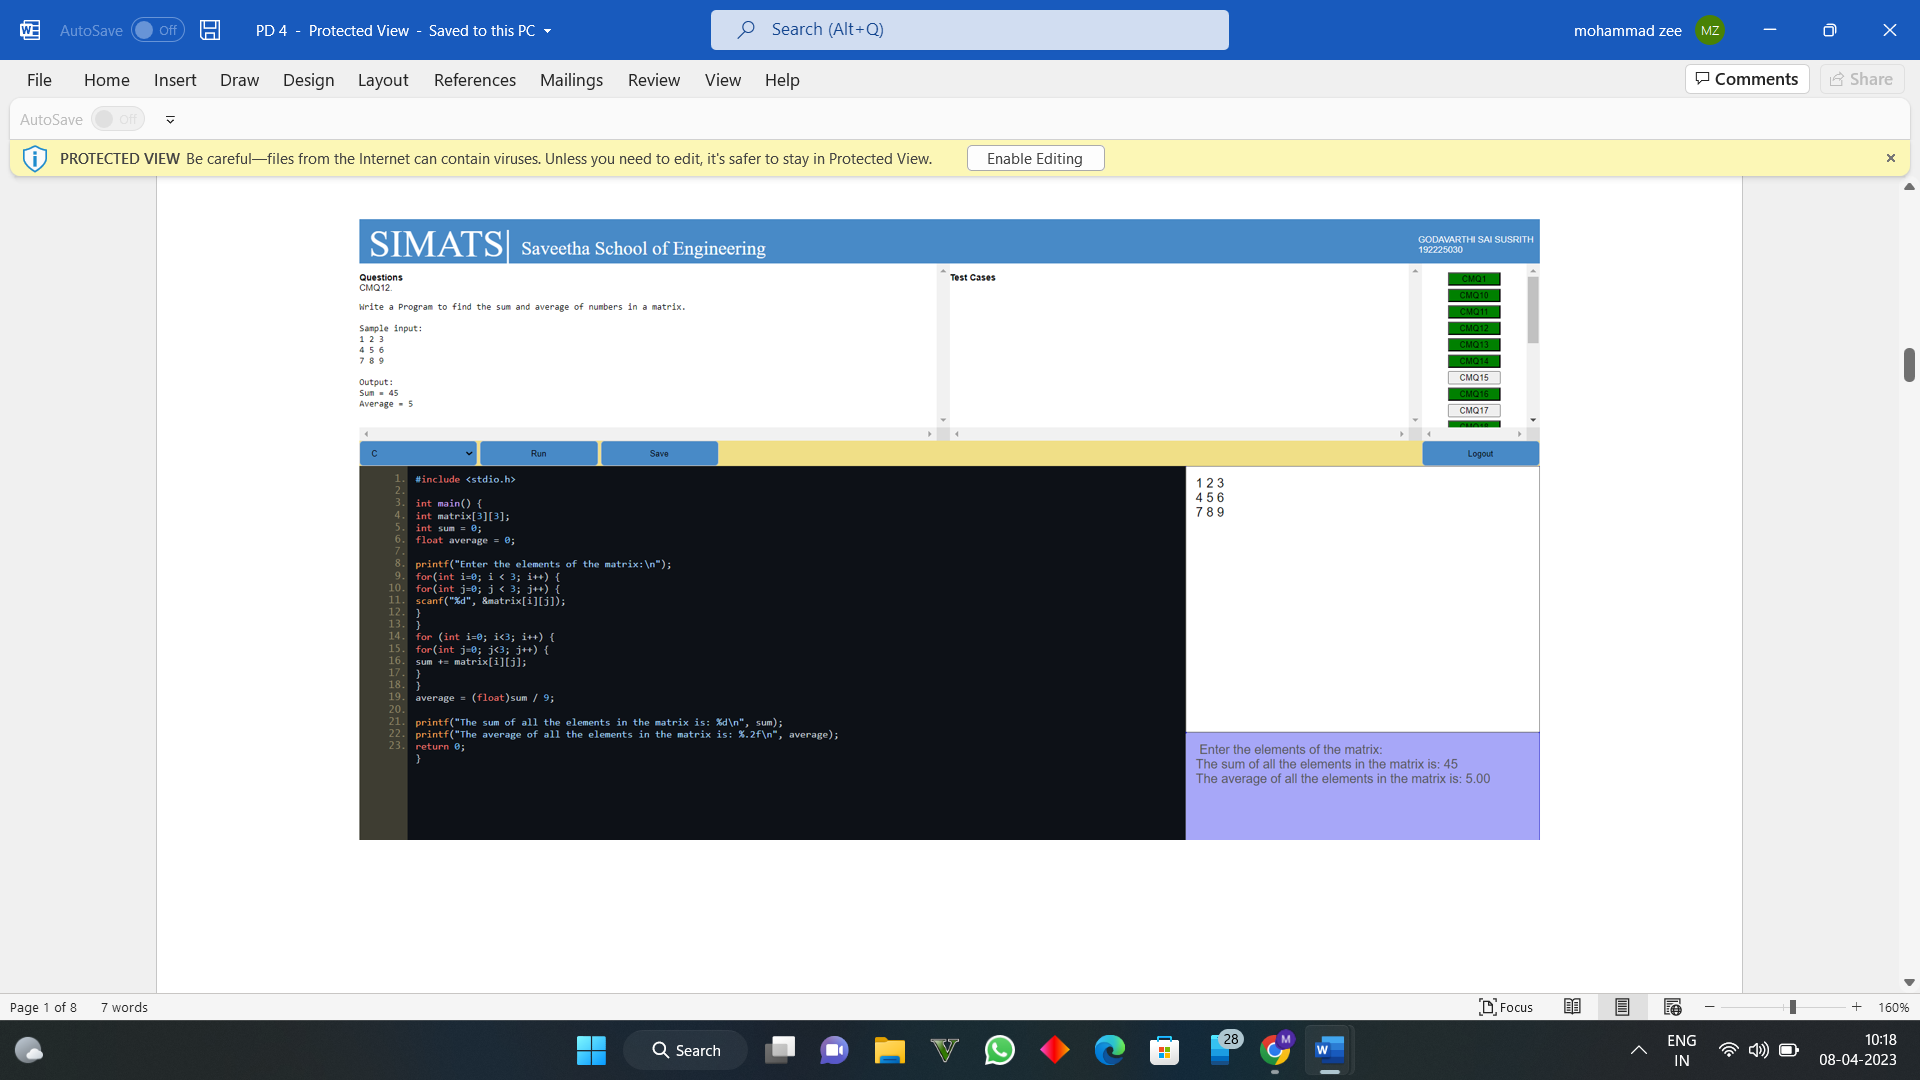 AutoSave Off PD 4 - Protected View - Saved to this PC Search (Alt+Q) mohammad zee MZ
File Home Insert Draw Design Layout References Mailings Review View Help Comments Share
AutoSave Off
PROTECTED VIEW Be careful—files from the Internet can contain viruses. Unless you need to edit, it's safer to stay in Protected View. Enable Editing
SIMATS| Saveetha School of Engineering
GODAVARTHI SAI SUSRITH
192225030
Questions
CMQ12.
Write a Program to find the sum and average of numbers in a matrix.
Sample input:
1 2 3
4 5 6
7 8 9
Output:
Sum = 45
Average = 5
Test Cases
CMQ1
CMQ10
CMQ11
CMQ12
CMQ13
CMQ14
CMQ15
CMQ16
CMQ17
CMQ18
C Run Save Logout
1. #include <stdio.h>
2.
3. int main() {
4. int matrix[3][3];
5. int sum = 0;
6. float average = 0;
7.
8. printf("Enter the elements of the matrix:\n");
9. for(int i=0; i < 3; i++) {
10. for(int j=0; j < 3; j++) {
11. scanf("%d", &matrix[i][j]);
12. }
13. }
14. for (int i=0; i<3; i++) {
15. for(int j=0; j<3; j++) {
16. sum += matrix[i][j];
17. }
18. }
19. average = (float)sum / 9;
20.
21. printf("The sum of all the elements in the matrix is: %d\n", sum);
22. printf("The average of all the elements in the matrix is: %.2f\n", average);
23. return 0;
}
1 2 3
4 5 6
7 8 9
Enter the elements of the matrix:
The sum of all the elements in the matrix is: 45
The average of all the elements in the matrix is: 5.00
Page 1 of 8 7 words Focus 160%
Search 28 M W ENG
IN
10:18
08-04-2023